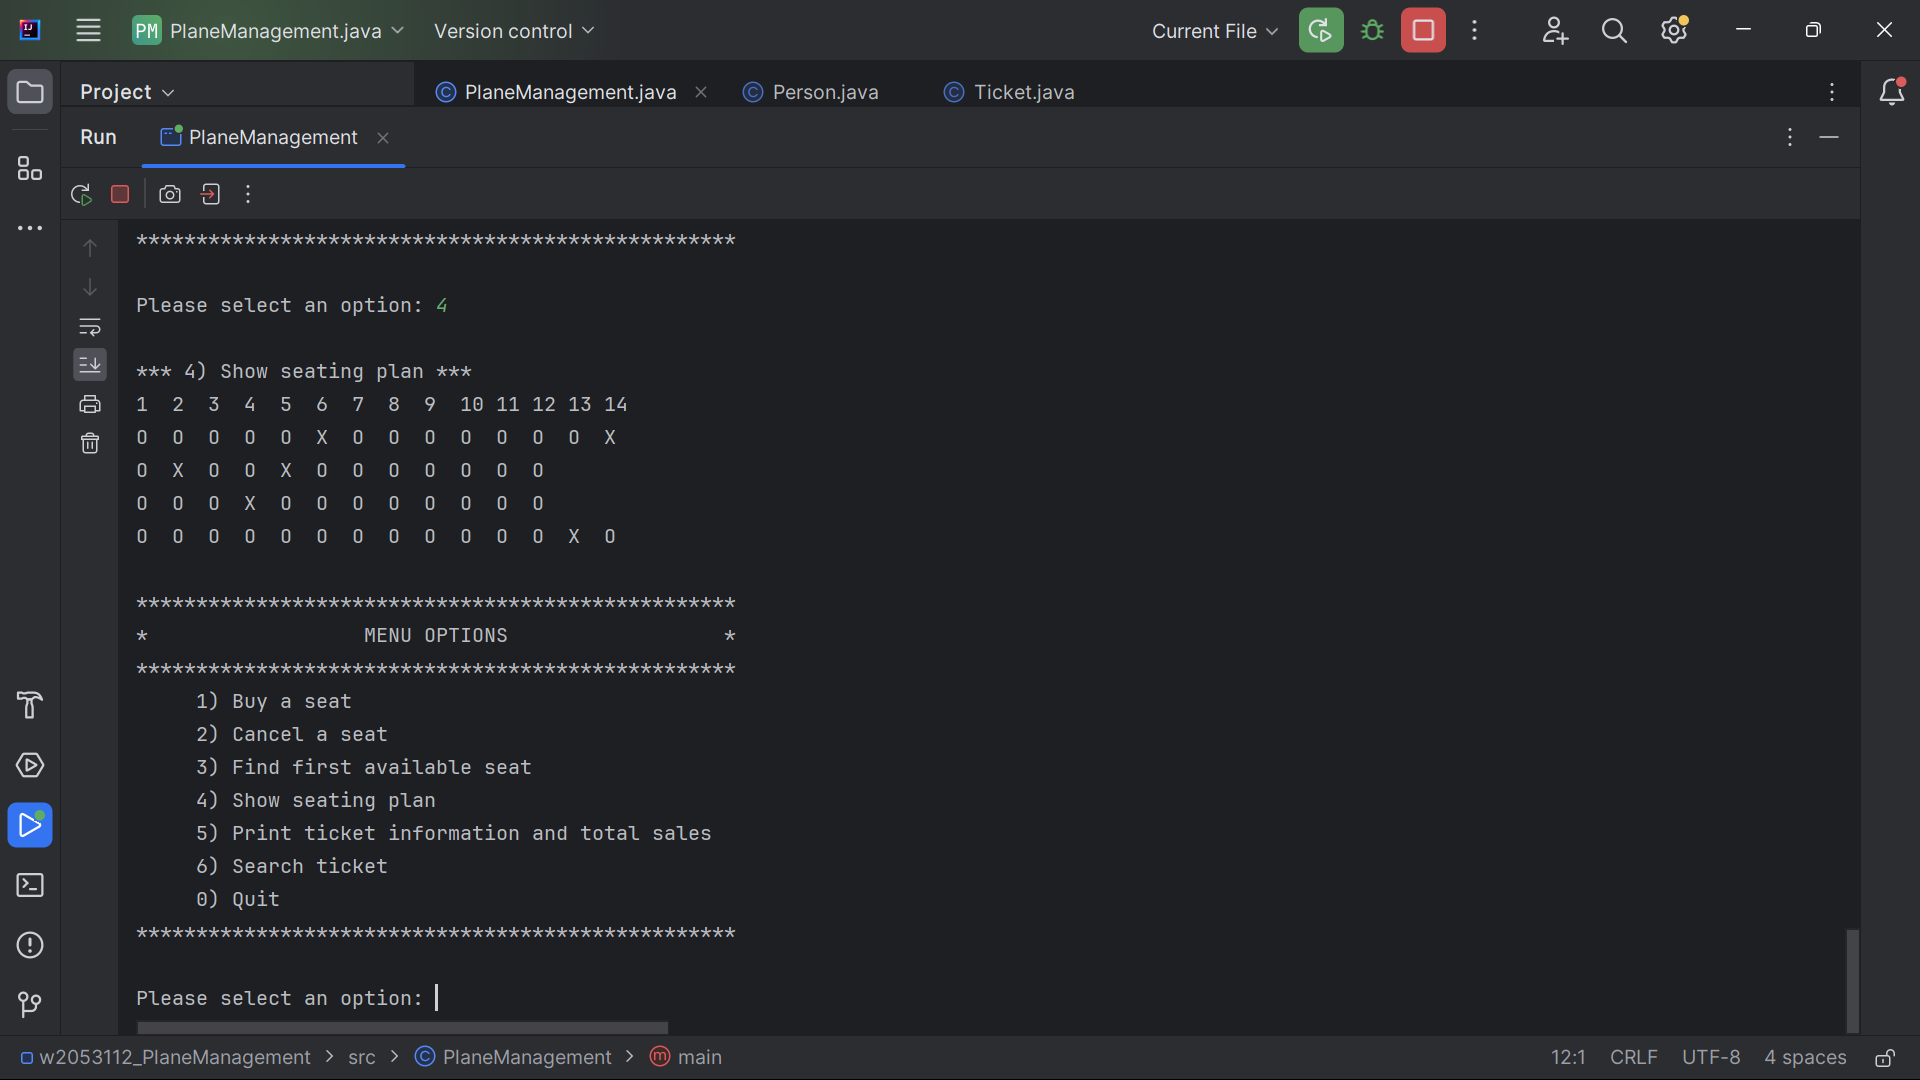 PM PlaneManagement.java Version control Current File
Project PlaneManagement.java Person.java Ticket.java
Run PlaneManagement
**************************************************
Please select an option: 4
*** 4) Show seating plan ***
1 2 3 4 5 6 7 8 9 10 11 12 13 14
O O O O O X O O O O O O O X
O X O O X O O O O O O O
O O O X O O O O O O O O
O O O O O O O O O O O O X O
**************************************************
* MENU OPTIONS *
**************************************************
1) Buy a seat
2) Cancel a seat
3) Find first available seat
4) Show seating plan
5) Print ticket information and total sales
6) Search ticket
0) Quit
**************************************************
Please select an option:
w2053112_PlaneManagement > src > PlaneManagement > main 12:1 CRLF UTF-8 4 spaces